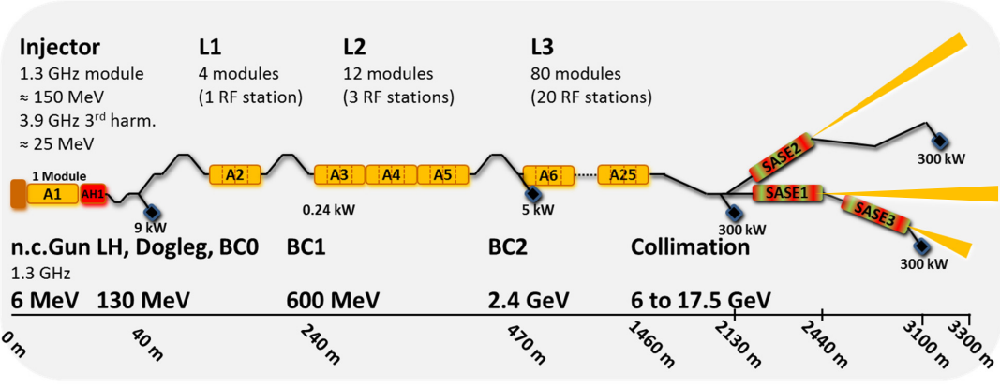 Injector
1.3 GHz module
≈ 150 MeV
3.9 GHz 3rd harm.
≈ 25 MeV
L1
4 modules
(1 RF station)
L2
12 modules
(3 RF stations)
L3
80 modules
(20 RF stations)
1 Module
A1
AH1
A2
A3
A4
A5
A6
A25
SASE2
SASE1
SASE3
9 kW
0.24 kW
5 kW
300 kW
300 kW
300 kW
n.c.Gun LH, Dogleg, BC0
BC1
BC2
Collimation
1.3 GHz
6 MeV
130 MeV
600 MeV
2.4 GeV
6 to 17.5 GeV
0 m
40 m
240 m
470 m
1460 m
2130 m
2440 m
3100 m
3300 m